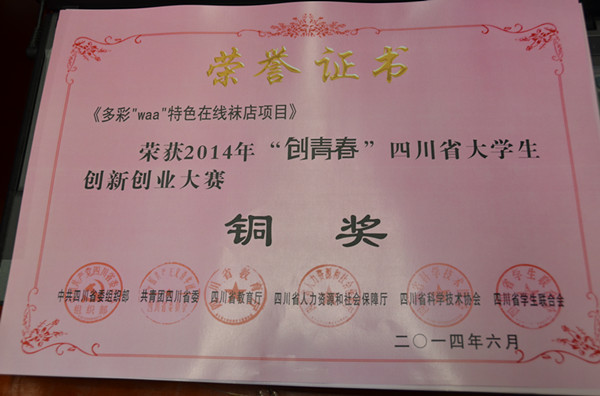 荣誉证书
《多彩"waa"特色在线袜店项目》
荣获2014年“创青春”四川省大学生
创新创业大赛
铜 奖
中共四川省委组织部 共青团四川省委 四川省教育厅 四川省人力资源和社会保障厅 四川省科学技术协会 四川省学生联合会
二〇一四年六月